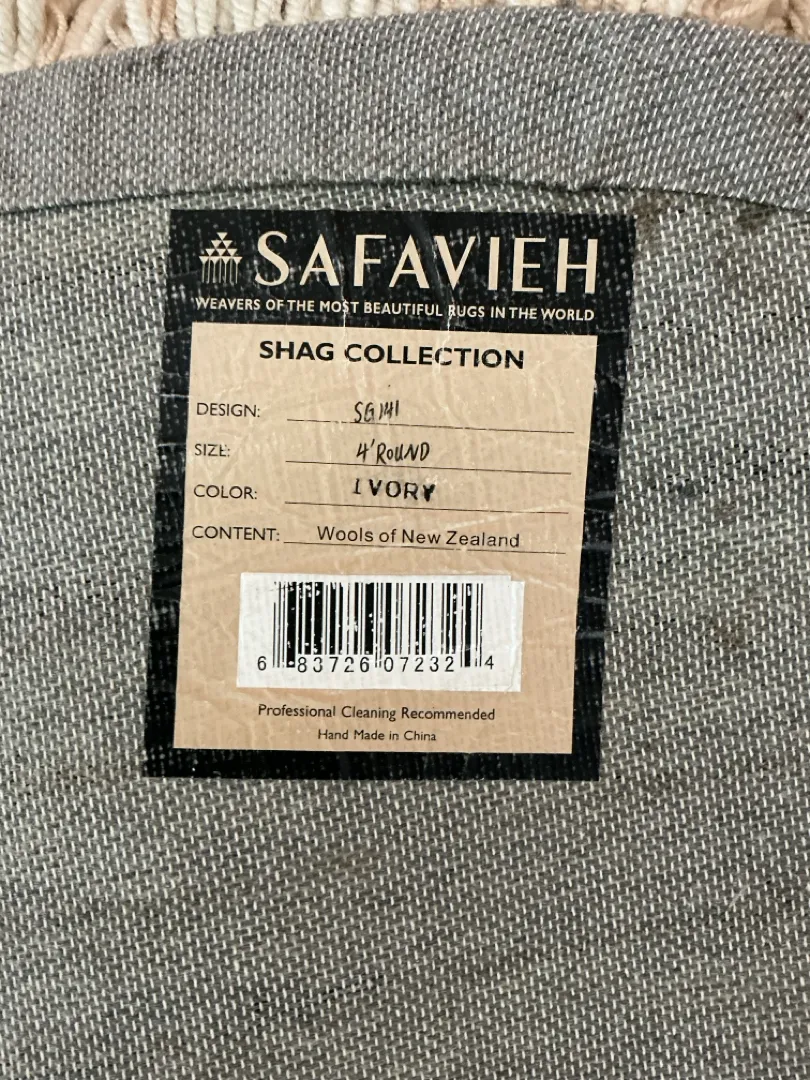 SAFAVIEH
WEAVERS OF THE MOST BEAUTIFUL RUGS IN THE WORLD
SHAG COLLECTION
DESIGN: SG141
SIZE: 4' ROUND
COLOR: IVORY
CONTENT: Wools of New Zealand
6 83726 07232 4
Professional Cleaning Recommended
Hand Made in China